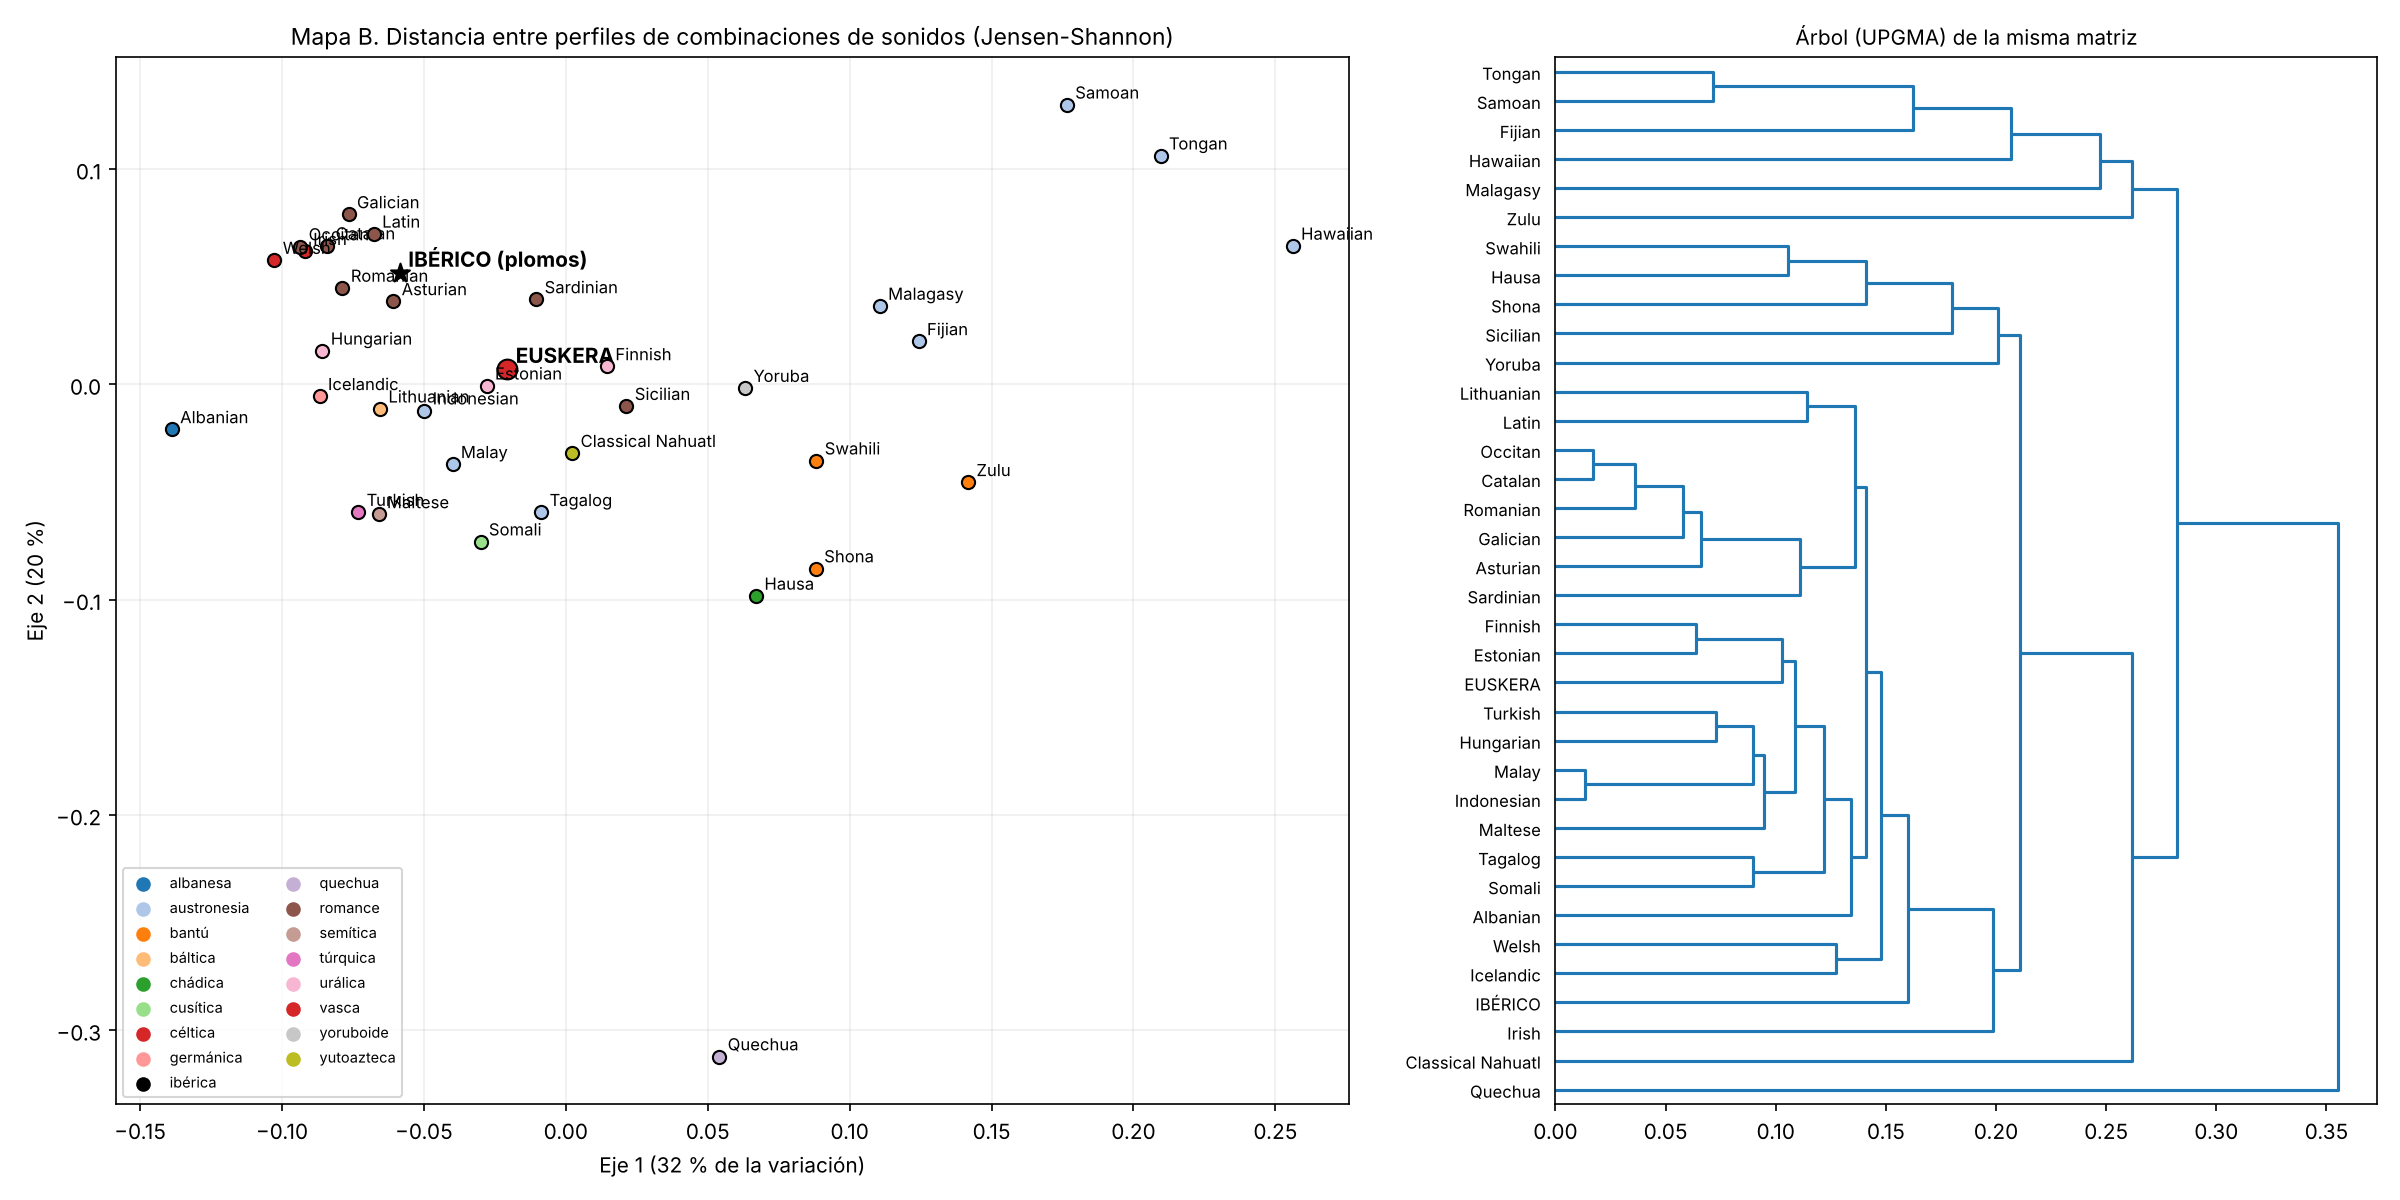 Mapa B. Distancia entre perfiles de combinaciones de sonidos (Jensen-Shannon)
Samoan
Tongan
Hawaiian
Galician
Latin
Occitan
Catalan
Irish
Welsh
IBÉRICO (plomos)
Romanian
Asturian
Sardinian
Malagasy
Fijian
Hungarian
EUSKERA
Finnish
Estonian
Yoruba
Icelandic
Lithuanian
Indonesian
Sicilian
Albanian
Classical Nahuatl
Malay
Swahili
Zulu
Turkish
Maltese
Tagalog
Somali
Shona
Hausa
Quechua
0.1
0.0
−0.1
−0.2
−0.3
Eje 2 (20 %)
albanesa
austronesia
bantú
báltica
chádica
cusítica
céltica
germánica
ibérica
quechua
romance
semítica
túrquica
urálica
vasca
yoruboide
yutoazteca
−0.15 −0.10 −0.05 0.00 0.05 0.10 0.15 0.20 0.25
Eje 1 (32 % de la variación)
Árbol (UPGMA) de la misma matriz
Tongan
Samoan
Fijian
Hawaiian
Malagasy
Zulu
Swahili
Hausa
Shona
Sicilian
Yoruba
Lithuanian
Latin
Occitan
Catalan
Romanian
Galician
Asturian
Sardinian
Finnish
Estonian
EUSKERA
Turkish
Hungarian
Malay
Indonesian
Maltese
Tagalog
Somali
Albanian
Welsh
Icelandic
IBÉRICO
Irish
Classical Nahuatl
Quechua
0.00 0.05 0.10 0.15 0.20 0.25 0.30 0.35